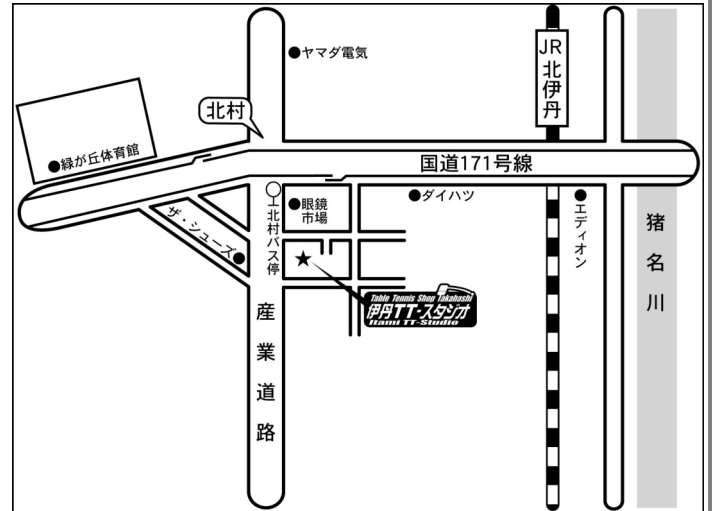 ●ヤマダ電気
JR
北伊丹
北村
●緑が丘体育館
国道171号線
●眼鏡
市場
●ダイハツ
●エディオン
ザ・シューズ●
北村バス停
猪名川
★
Table Tennis Shop Takahashi
伊丹TT-スタジオ
Itami TT-Studio
産業道路